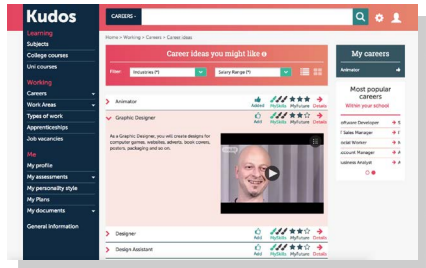 Kudos
CAREERS -
Learning
Subjects
College courses
Uni courses
Working
Careers
Work Areas
Types of work
Apprenticeships
Job vacancies
Me
My profile
My assessments
My personality style
My Plans
My documents
General Information
Home > Working > Careers > Career ideas
Career ideas you might like
Filter:
Industries (*)
Salary Range (*)
Animator
Added MySkills MyFuture Details
Graphic Designer
Add MySkills MyFuture Details
As a Graphic Designer, you will create designs for
computer games, websites, adverts, book covers,
posters, packaging and so on.
Designer
Add MySkills MyFuture Details
Design Assistant
Add MySkills MyFuture Details
My careers
Animator
Most popular
careers
Within your school
oftware Developer
Sales Manager
ocial Worker
ccount Manager
usiness Analyst